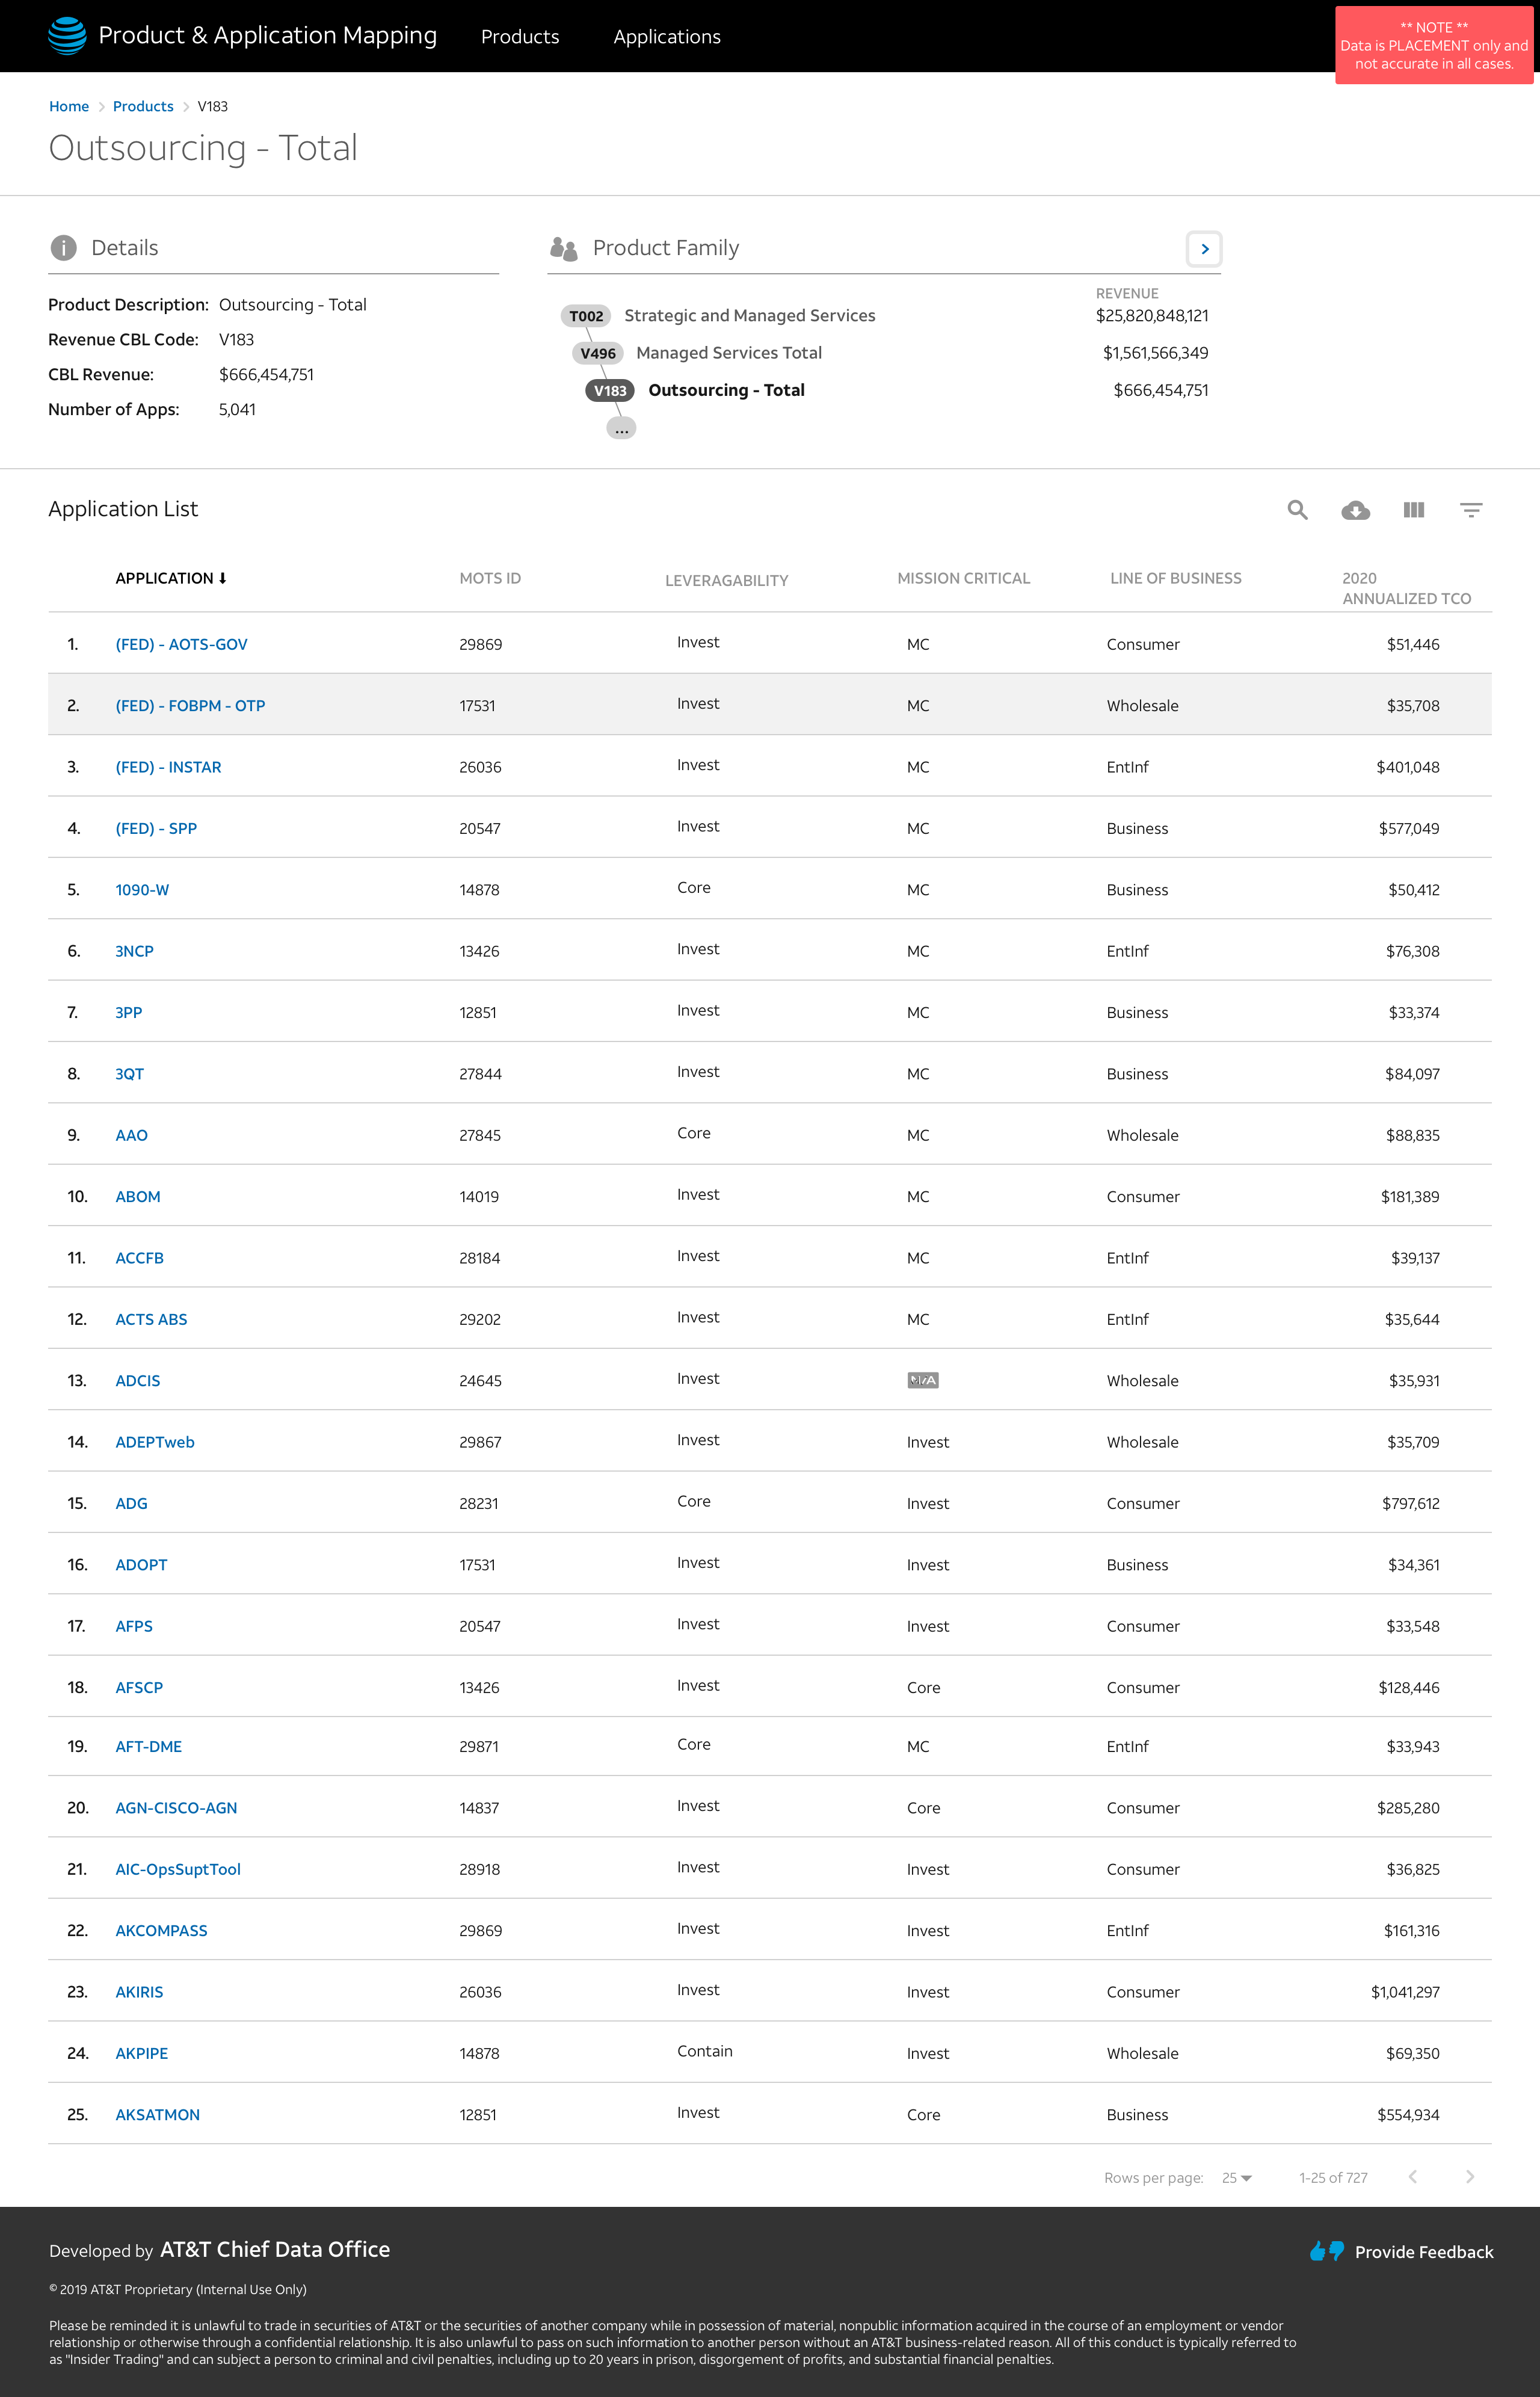 Product & Application Mapping Products Applications
** NOTE **
Data is PLACEMENT only and
not accurate in all cases.
Home Products V183
Outsourcing - Total
Details
Product Description: Outsourcing - Total
Revenue CBL Code: V183
CBL Revenue: $666,454,751
Number of Apps: 5,041
Product Family
REVENUE
T002 Strategic and Managed Services $25,820,848,121
V496 Managed Services Total $1,561,566,349
V183 Outsourcing - Total $666,454,751
...
Application List
APPLICATION MOTS ID LEVERAGABILITY MISSION CRITICAL LINE OF BUSINESS 2020
ANNUALIZED TCO
1. (FED) - AOTS-GOV 29869 Invest MC Consumer $51,446
2. (FED) - FOBPM - OTP 17531 Invest MC Wholesale $35,708
3. (FED) - INSTAR 26036 Invest MC EntInf $401,048
4. (FED) - SPP 20547 Invest MC Business $577,049
5. 1090-W 14878 Core MC Business $50,412
6. 3NCP 13426 Invest MC EntInf $76,308
7. 3PP 12851 Invest MC Business $33,374
8. 3QT 27844 Invest MC Business $84,097
9. AAO 27845 Core MC Wholesale $88,835
10. ABOM 14019 Invest MC Consumer $181,389
11. ACCFB 28184 Invest MC EntInf $39,137
12. ACTS ABS 29202 Invest MC EntInf $35,644
13. ADCIS 24645 Invest Wholesale $35,931
14. ADEPTweb 29867 Invest Invest Wholesale $35,709
15. ADG 28231 Core Invest Consumer $797,612
16. ADOPT 17531 Invest Invest Business $34,361
17. AFPS 20547 Invest Invest Consumer $33,548
18. AFSCP 13426 Invest Core Consumer $128,446
19. AFT-DME 29871 Core MC EntInf $33,943
20. AGN-CISCO-AGN 14837 Invest Core Consumer $285,280
21. AIC-OpsSuptTool 28918 Invest Invest Consumer $36,825
22. AKCOMPASS 29869 Invest Invest EntInf $161,316
23. AKIRIS 26036 Invest Invest Consumer $1,041,297
24. AKPIPE 14878 Contain Invest Wholesale $69,350
25. AKSATMON 12851 Invest Core Business $554,934
Rows per page: 25 1-25 of 727
Developed by AT&T Chief Data Office
Provide Feedback
© 2019 AT&T Proprietary (Internal Use Only)
Please be reminded it is unlawful to trade in securities of AT&T or the securities of another company while in possession of material, nonpublic information acquired in the course of an employment or vendor
relationship or otherwise through a confidential relationship. It is also unlawful to pass on such information to another person without an AT&T business-related reason. All of this conduct is typically referred to
as "Insider Trading" and can subject a person to criminal and civil penalties, including up to 20 years in prison, disgorgement of profits, and substantial financial penalties.